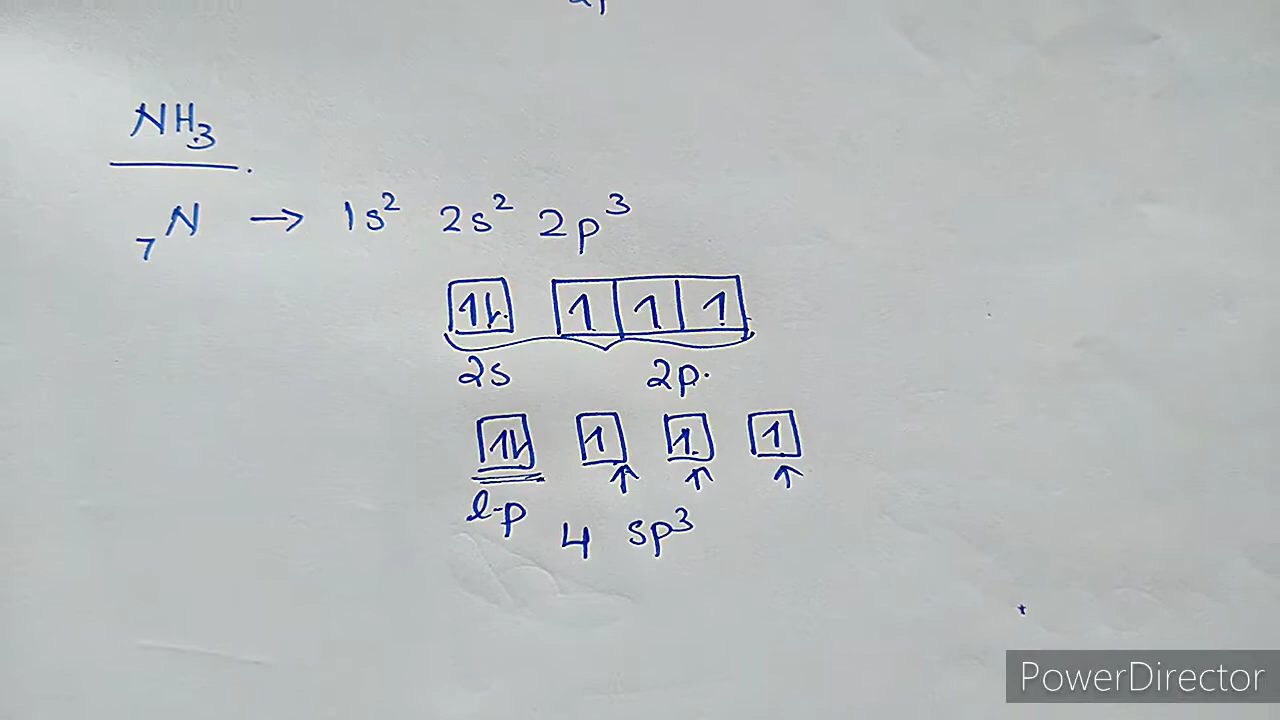 NH₃
₇N → 1s² 2s² 2p³
1⇂ 1 1 1
2s 2p.
1⇂ 1 1 1
↑ ↑ ↑
l-p
4 sp³
PowerDirector